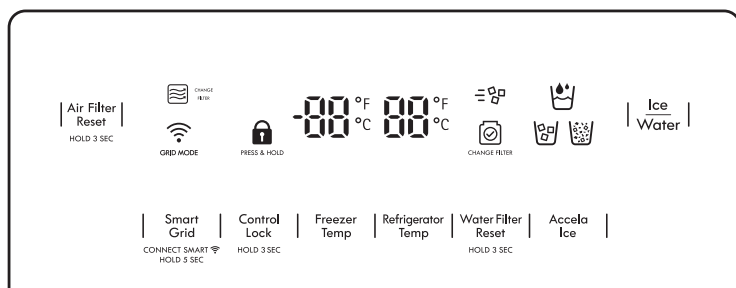 CHANGE
FILTER
Air Filter
Reset
HOLD 3 SEC
GRID MODE
PRESS & HOLD
-88 °F
°C
88 °F
°C
CHANGE FILTER
Ice
Water
Smart
Grid
CONNECT SMART
HOLD 5 SEC
Control
Lock
HOLD 3 SEC
Freezer
Temp
Refrigerator
Temp
Water Filter
Reset
HOLD 3 SEC
Accela
Ice